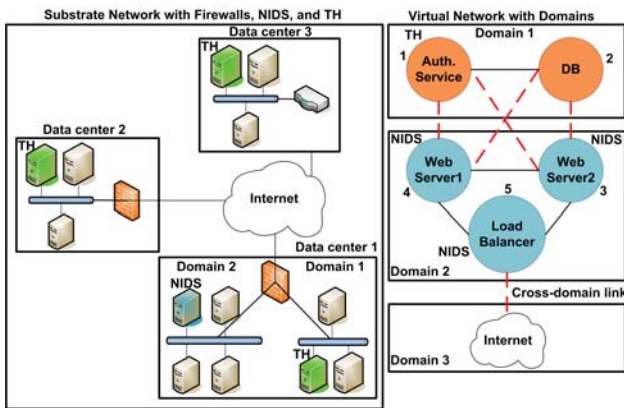 Substrate Network with Firewalls, NIDS, and TH
Data center 3
TH
Data center 2
TH
Internet
Data center 1
Domain 2
Domain 1
NIDS
TH
Virtual Network with Domains
TH
Domain 1
1
Auth.
Service
DB
2
NIDS
NIDS
Web
Server1
Web
Server2
4
5
3
Load
Balancer
NIDS
Domain 2
Cross-domain link
Internet
Domain 3